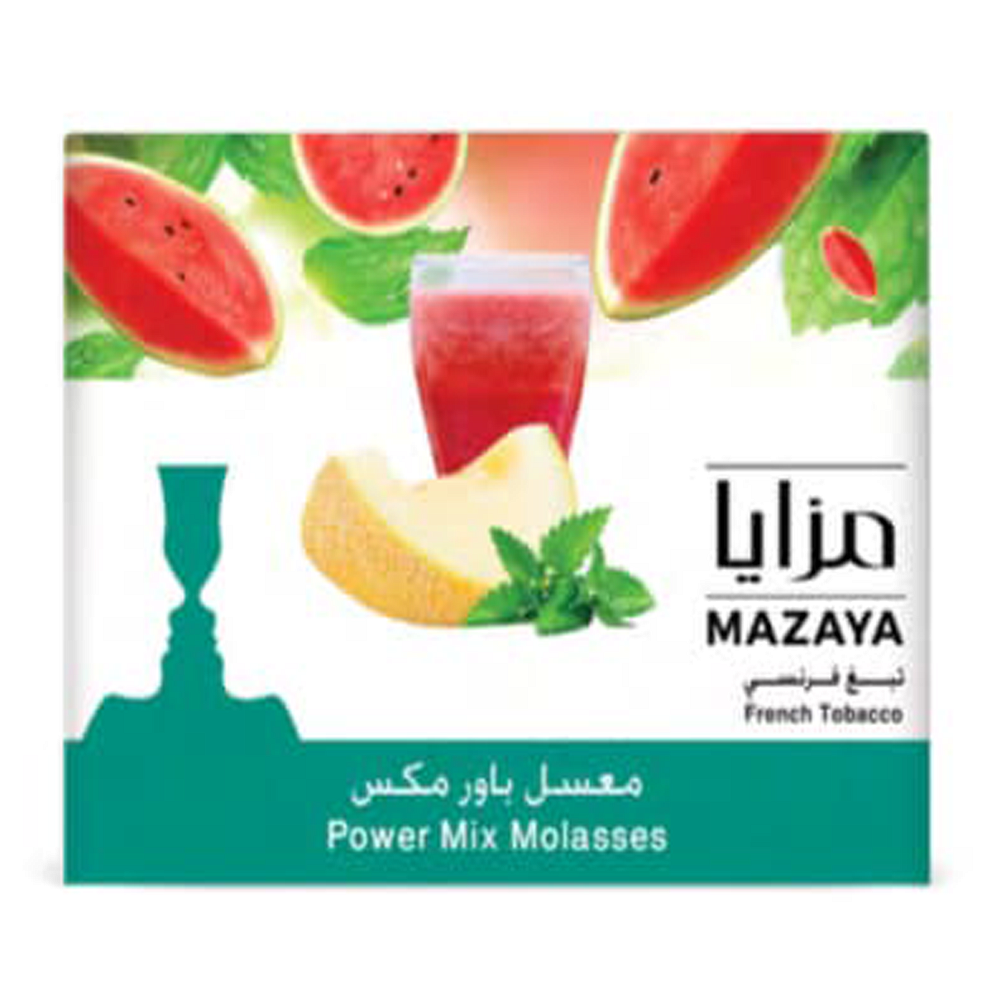 مزايا
MAZAYA
تبغ فرنسي
French Tobacco
معسل باور مكس
Power Mix Molasses